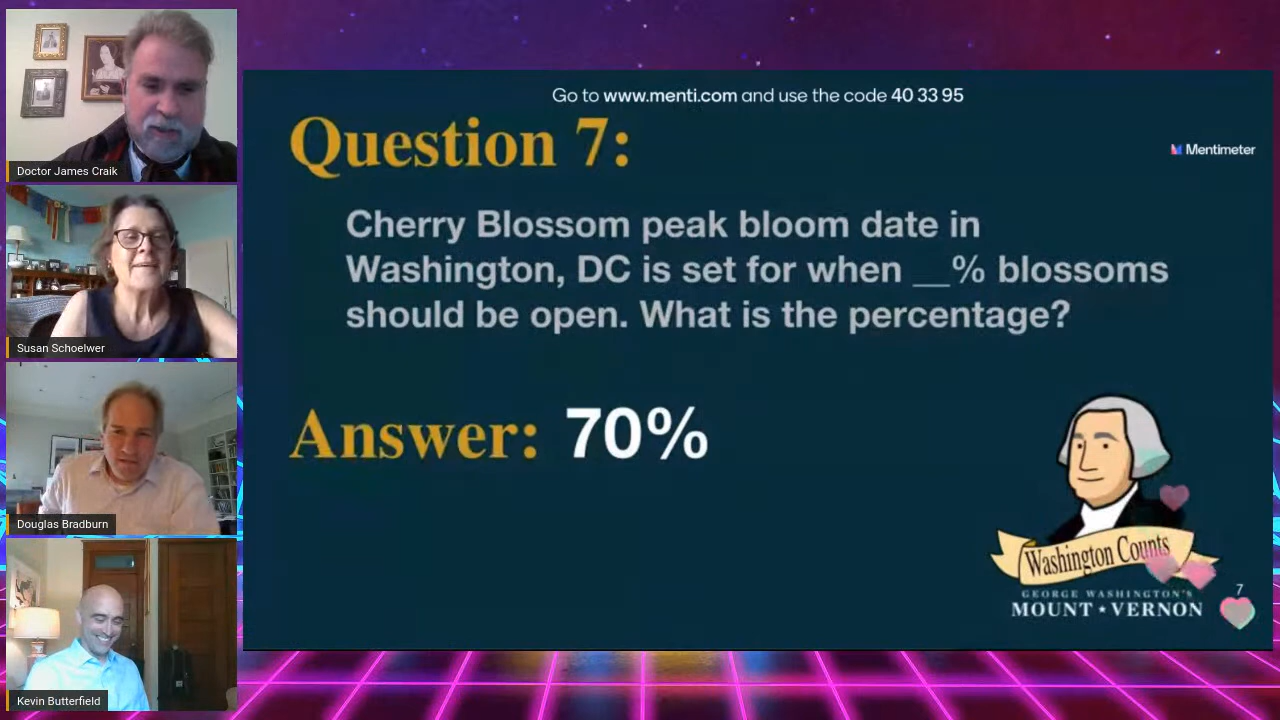 Doctor James Craik
Susan Schoelwer
Douglas Bradburn
Kevin Butterfield
Go to www.menti.com and use the code 40 33 95
Mentimeter
Question 7:
Cherry Blossom peak bloom date in
Washington, DC is set for when __% blossoms
should be open. What is the percentage?
Answer: 70%
Washington Counts
GEORGE WASHINGTON'S
MOUNT★VERNON
7